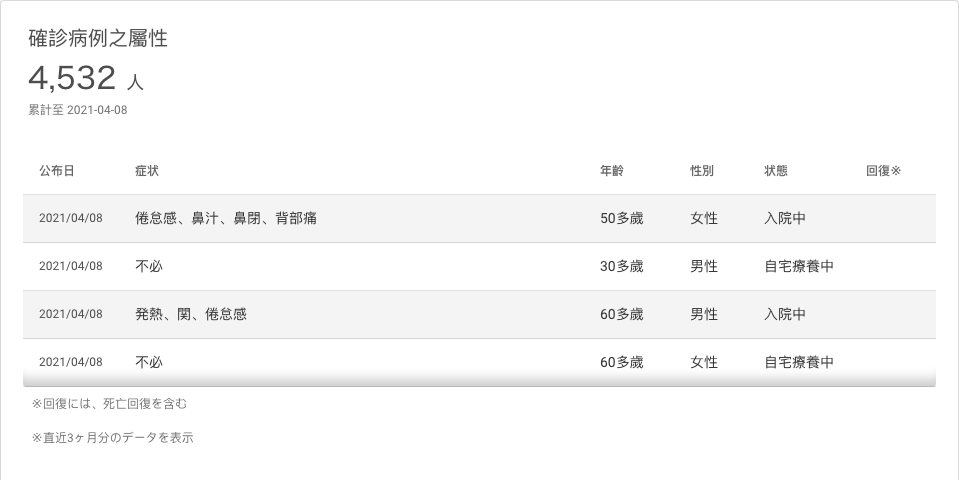 確診病例之屬性
4,532 人
累計至 2021-04-08
公布日 症状 年齡 性別 状態 回復※
2021/04/08 倦怠感、鼻汁、鼻閉、背部痛 50多歲 女性 入院中
2021/04/08 不必 30多歲 男性 自宅療養中
2021/04/08 発熱、関、倦怠感 60多歲 男性 入院中
2021/04/08 不必 60多歲 女性 自宅療養中
※回復には、死亡回復を含む
※直近3ヶ月分のデータを表示